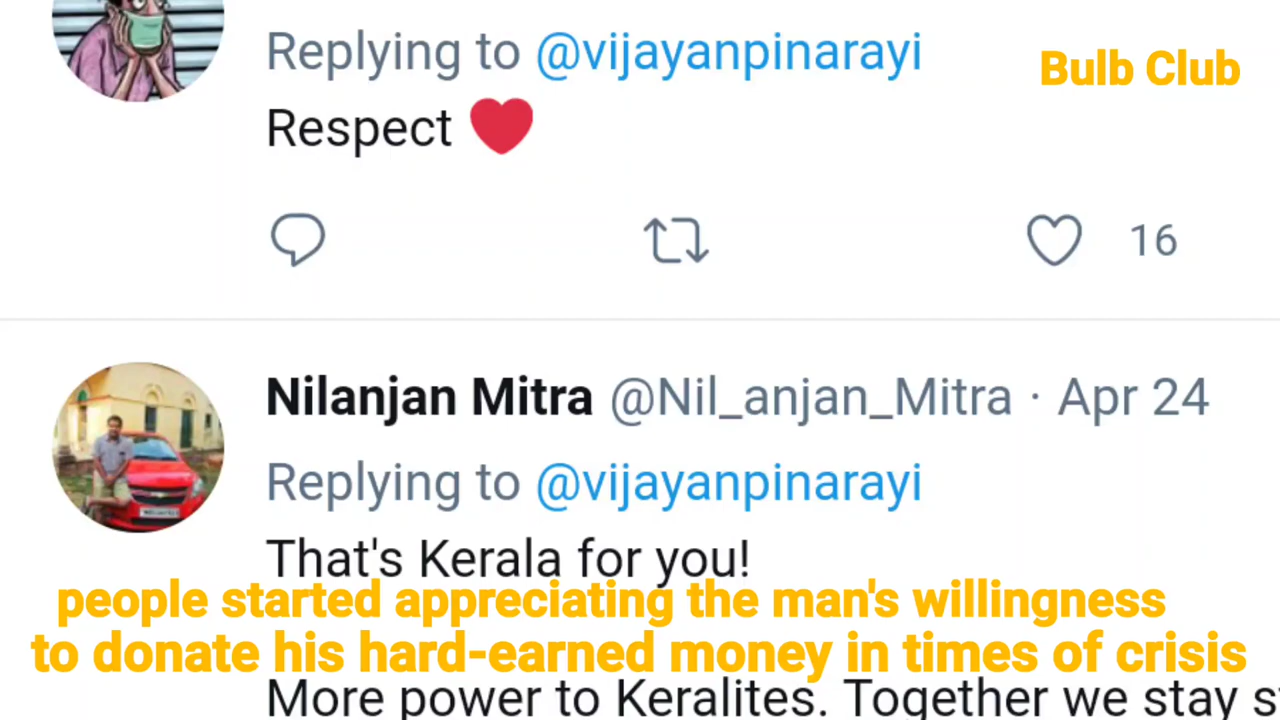 Replying to @vijayanpinarayi
Bulb Club
Respect ❤
16
Nilanjan Mitra @Nil_anjan_Mitra · Apr 24
Replying to @vijayanpinarayi
That's Kerala for you!
people started appreciating the man's willingness
to donate his hard-earned money in times of crisis
More power to Keralites. Together we stay